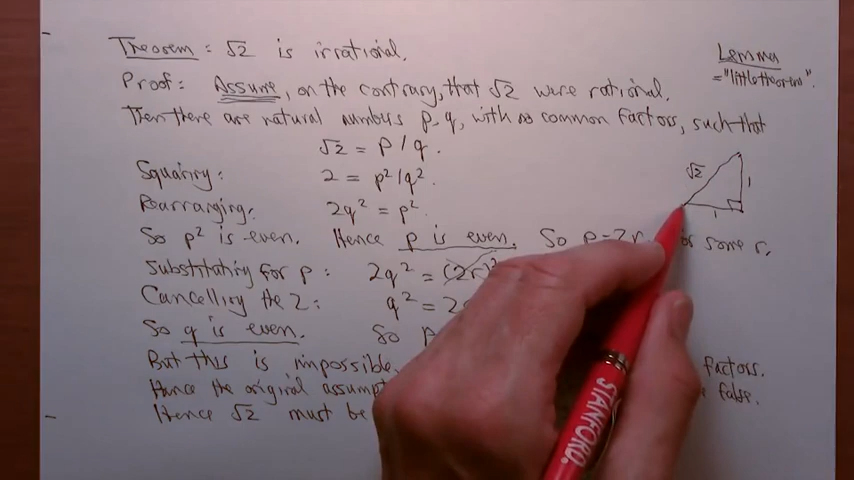 Theorem: √2 is irrational.
Lemma
= "little theorem".
Proof: Assume, on the contrary, that √2 were rational.
Then there are natural numbers p, q, with no common factors, such that
√2 = p / q.
Squaring: 2 = p²/q².
Rearranging: 2q² = p².
√2 1 1
So p² is even. Hence p is even. So p = 2r for some r.
Substituting for p: 2q² = (2r)²
Cancelling the 2: q² = 2
So q is even. So p
But this is impossible, factors.
Hence the original false.
Hence √2 must be
STANFORD